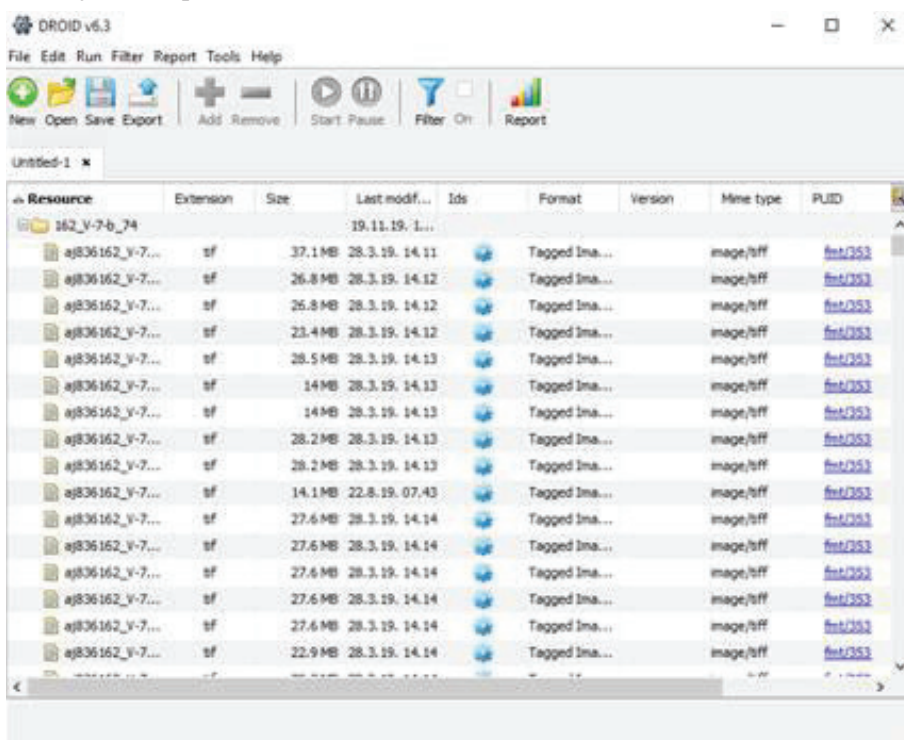 DROID v6.3
File Edit Run Filter Report Tools Help
New Open Save Export Add Remove Start Pause Filter On Report
Untitled-1
Resource Extension Size Last modif... Ids Format Version Mime type PUID
162_V-7-b_74 19.11.19. 1...
aj836162_V-7... tif 37.1 MB 28.3.19. 14.11 Tagged Ima... image/tiff fmt/353
aj836162_V-7... tif 26.8 MB 28.3.19. 14.12 Tagged Ima... image/tiff fmt/353
aj836162_V-7... tif 26.8 MB 28.3.19. 14.12 Tagged Ima... image/tiff fmt/353
aj836162_V-7... tif 23.4 MB 28.3.19. 14.12 Tagged Ima... image/tiff fmt/353
aj836162_V-7... tif 28.5 MB 28.3.19. 14.13 Tagged Ima... image/tiff fmt/353
aj836162_V-7... tif 14 MB 28.3.19. 14.13 Tagged Ima... image/tiff fmt/353
aj836162_V-7... tif 14 MB 28.3.19. 14.13 Tagged Ima... image/tiff fmt/353
aj836162_V-7... tif 28.2 MB 28.3.19. 14.13 Tagged Ima... image/tiff fmt/353
aj836162_V-7... tif 28.2 MB 28.3.19. 14.13 Tagged Ima... image/tiff fmt/353
aj836162_V-7... tif 14.1 MB 22.8.19. 07.43 Tagged Ima... image/tiff fmt/353
aj836162_V-7... tif 27.6 MB 28.3.19. 14.14 Tagged Ima... image/tiff fmt/353
aj836162_V-7... tif 27.6 MB 28.3.19. 14.14 Tagged Ima... image/tiff fmt/353
aj836162_V-7... tif 27.6 MB 28.3.19. 14.14 Tagged Ima... image/tiff fmt/353
aj836162_V-7... tif 27.6 MB 28.3.19. 14.14 Tagged Ima... image/tiff fmt/353
aj836162_V-7... tif 27.6 MB 28.3.19. 14.14 Tagged Ima... image/tiff fmt/353
aj836162_V-7... tif 22.9 MB 28.3.19. 14.14 Tagged Ima... image/tiff fmt/353